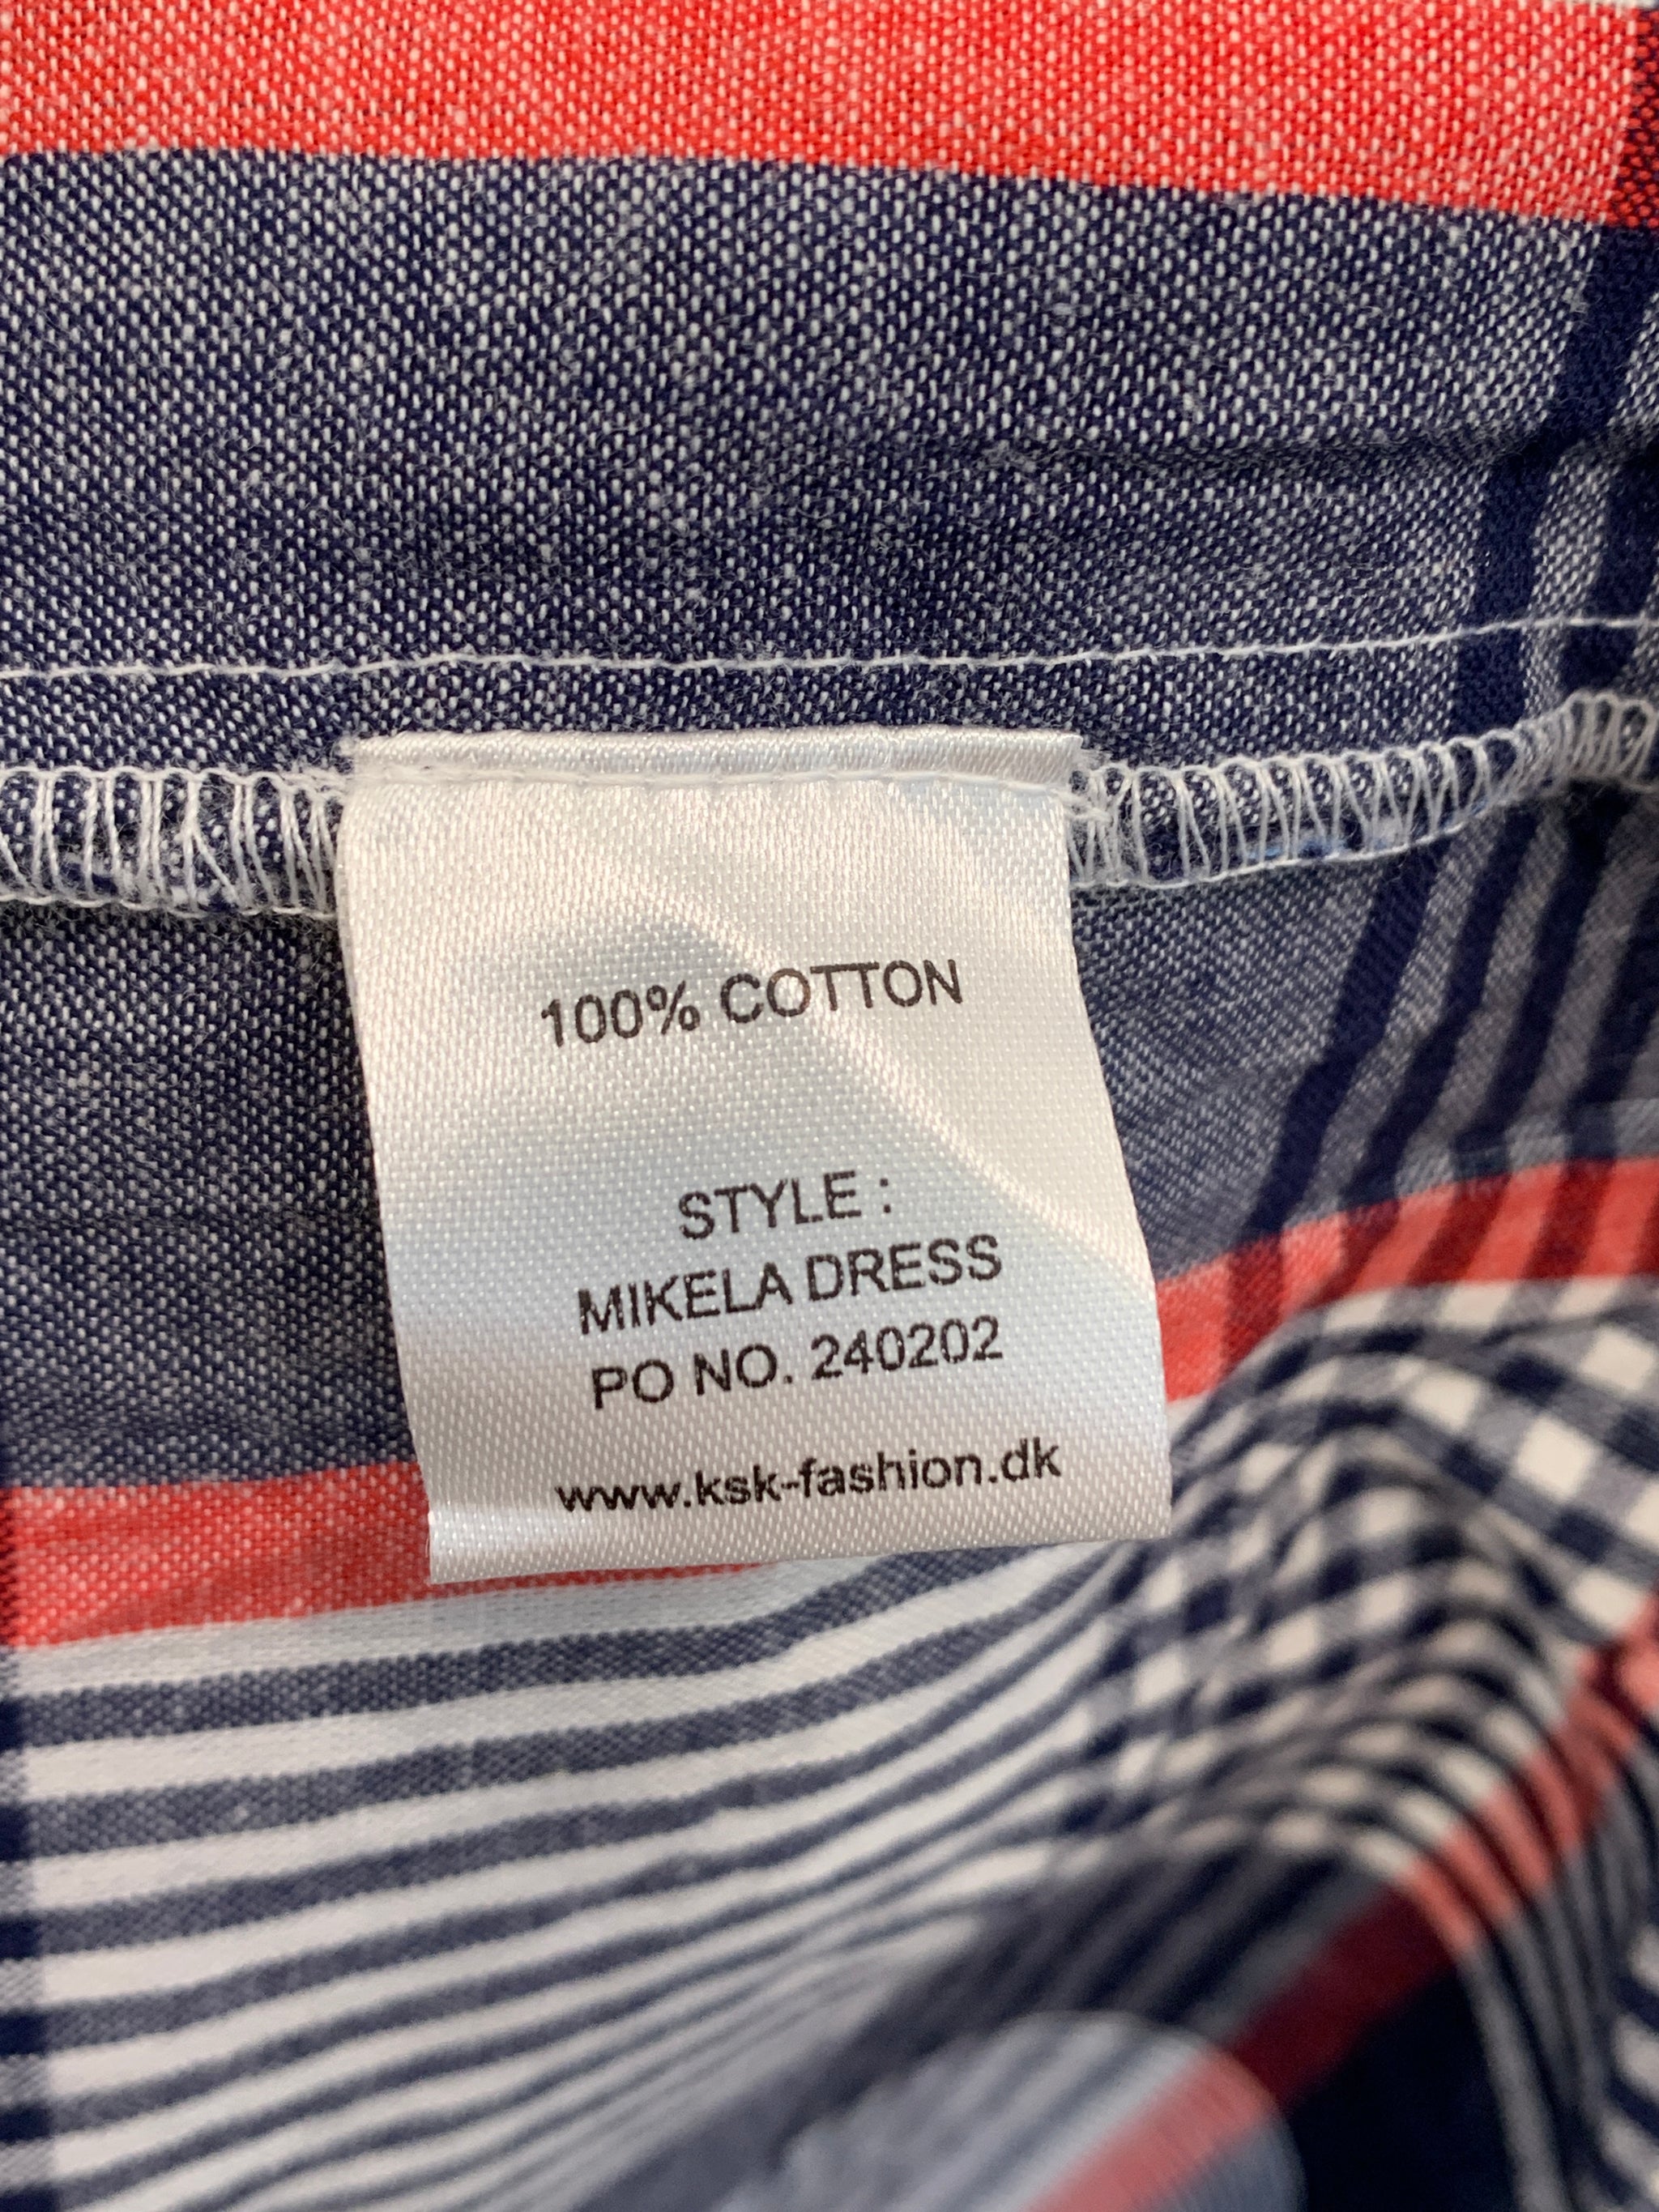 100% COTTON
STYLE :
MIKELA DRESS
PO NO. 240202
www.ksk-fashion.dk